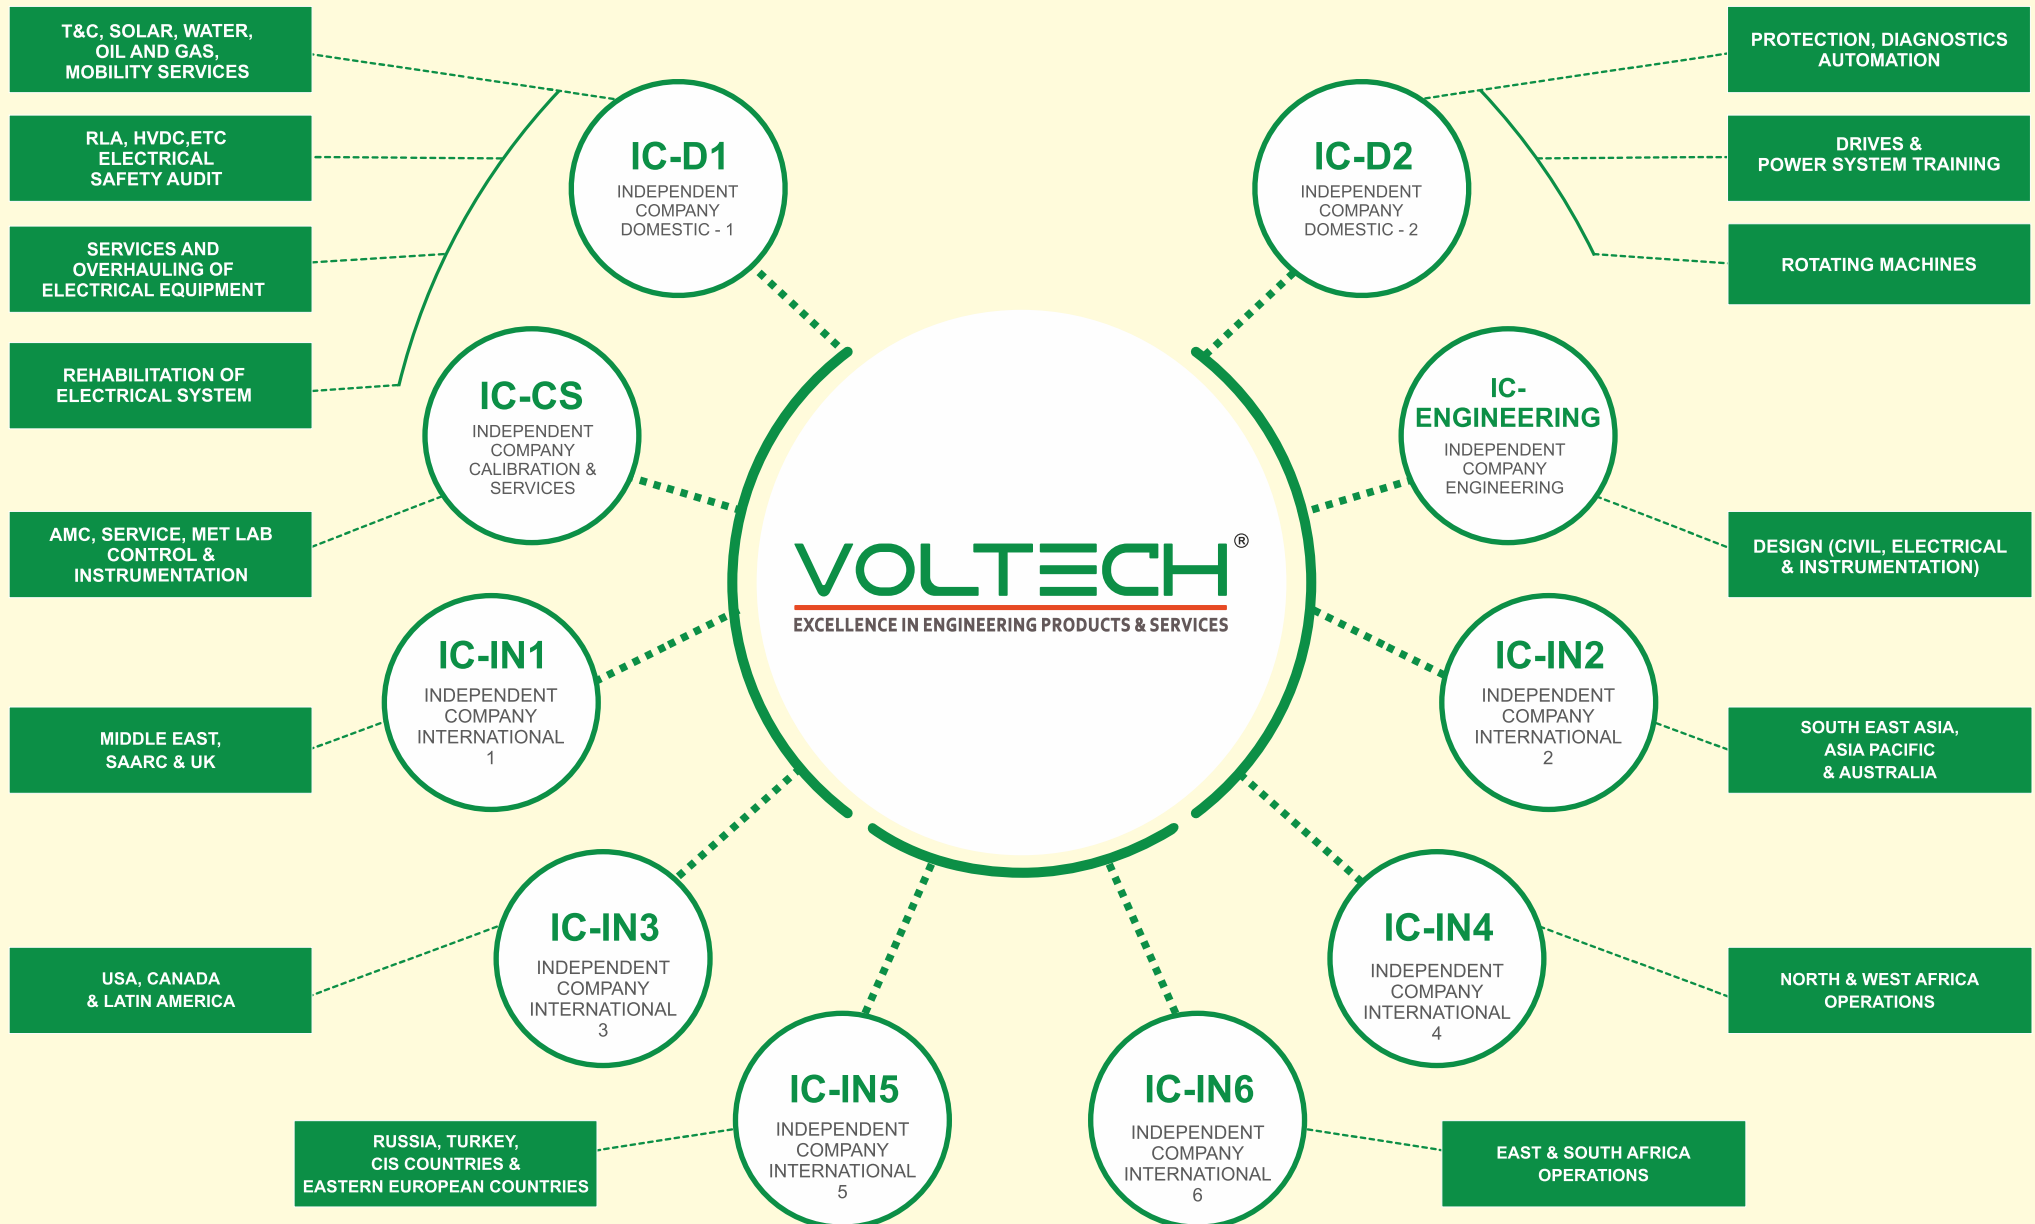 T&C, SOLAR, WATER,
OIL AND GAS,
MOBILITY SERVICES
RLA, HVDC,ETC
ELECTRICAL
SAFETY AUDIT
SERVICES AND
OVERHAULING OF
ELECTRICAL EQUIPMENT
REHABILITATION OF
ELECTRICAL SYSTEM
IC-D1
INDEPENDENT
COMPANY
DOMESTIC - 1
IC-D2
INDEPENDENT
COMPANY
DOMESTIC - 2
PROTECTION, DIAGNOSTICS
AUTOMATION
DRIVES &
POWER SYSTEM TRAINING
ROTATING MACHINES
IC-CS
INDEPENDENT
COMPANY
CALIBRATION &
SERVICES
AMC, SERVICE, MET LAB
CONTROL &
INSTRUMENTATION
IC-
ENGINEERING
INDEPENDENT
COMPANY
ENGINEERING
DESIGN (CIVIL, ELECTRICAL
& INSTRUMENTATION)
VOLTECH®
EXCELLENCE IN ENGINEERING PRODUCTS & SERVICES
IC-IN1
INDEPENDENT
COMPANY
INTERNATIONAL
1
MIDDLE EAST,
SAARC & UK
IC-IN2
INDEPENDENT
COMPANY
INTERNATIONAL
2
SOUTH EAST ASIA,
ASIA PACIFIC
& AUSTRALIA
IC-IN3
INDEPENDENT
COMPANY
INTERNATIONAL
3
USA, CANADA
& LATIN AMERICA
IC-IN4
INDEPENDENT
COMPANY
INTERNATIONAL
4
NORTH & WEST AFRICA
OPERATIONS
IC-IN5
INDEPENDENT
COMPANY
INTERNATIONAL
5
RUSSIA, TURKEY,
CIS COUNTRIES &
EASTERN EUROPEAN COUNTRIES
IC-IN6
INDEPENDENT
COMPANY
INTERNATIONAL
6
EAST & SOUTH AFRICA
OPERATIONS